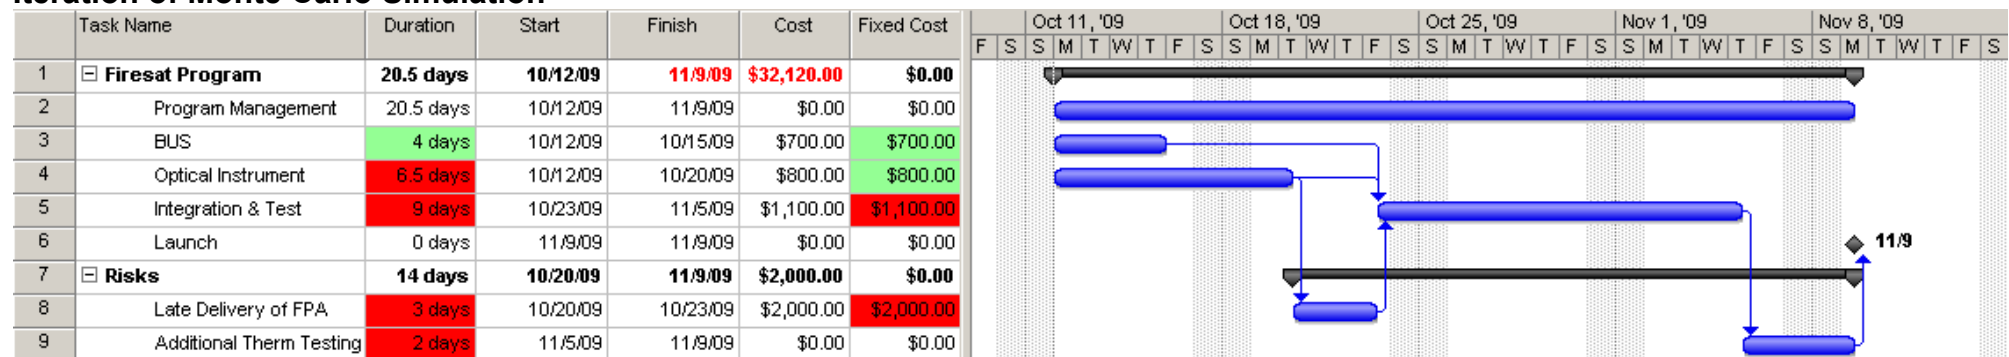 Iteration of Monte Carlo Simulation
Task Name Duration Start Finish Cost Fixed Cost Oct 11, '09 Oct 18, '09 Oct 25, '09 Nov 1, '09 Nov 8, '09
F S S M T W T F S S M T W T F S S M T W T F S S M T W T F S S M T W T F S
1 Firesat Program 20.5 days 10/12/09 11/9/09 $32,120.00 $0.00
2 Program Management 20.5 days 10/12/09 11/9/09 $0.00 $0.00
3 BUS 4 days 10/12/09 10/15/09 $700.00 $700.00
4 Optical Instrument 6.5 days 10/12/09 10/20/09 $800.00 $800.00
5 Integration & Test 9 days 10/23/09 11/5/09 $1,100.00 $1,100.00
6 Launch 0 days 11/9/09 11/9/09 $0.00 $0.00 11/9
7 Risks 14 days 10/20/09 11/9/09 $2,000.00 $0.00
8 Late Delivery of FPA 3 days 10/20/09 10/23/09 $2,000.00 $2,000.00
9 Additional Therm Testing 2 days 11/5/09 11/9/09 $0.00 $0.00